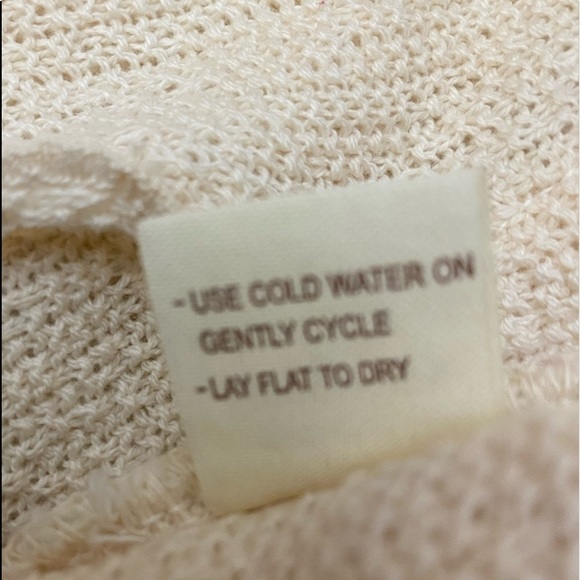 - USE COLD WATER ON
GENTLY CYCLE
- LAY FLAT TO DRY